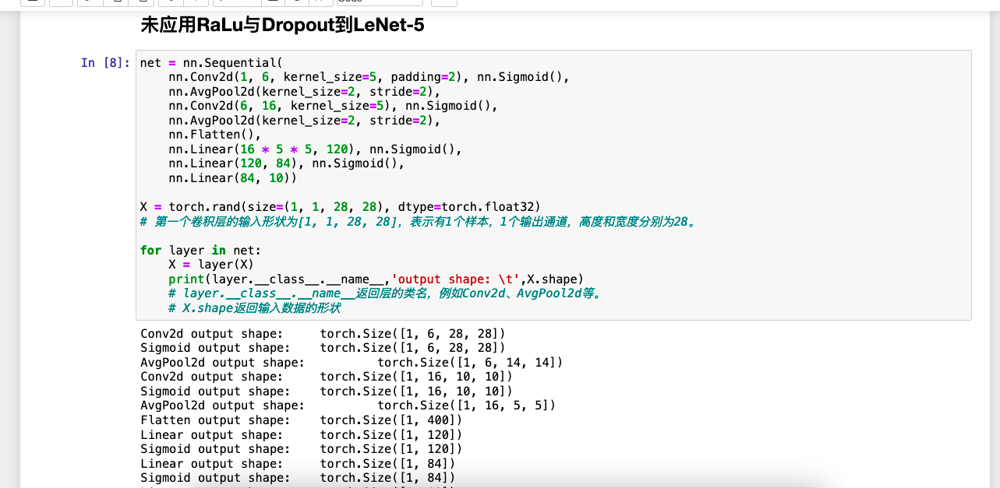 未应用RaLu与Dropout到LeNet-5
In [8]:
net = nn.Sequential(
    nn.Conv2d(1, 6, kernel_size=5, padding=2), nn.Sigmoid(),
    nn.AvgPool2d(kernel_size=2, stride=2),
    nn.Conv2d(6, 16, kernel_size=5), nn.Sigmoid(),
    nn.AvgPool2d(kernel_size=2, stride=2),
    nn.Flatten(),
    nn.Linear(16 * 5 * 5, 120), nn.Sigmoid(),
    nn.Linear(120, 84), nn.Sigmoid(),
    nn.Linear(84, 10))
X = torch.rand(size=(1, 1, 28, 28), dtype=torch.float32)
# 第一个卷积层的输入形状为[1, 1, 28, 28]，表示有1个样本，1个输出通道，高度和宽度分别为28。
for layer in net:
    X = layer(X)
    print(layer.__class__.__name__,'output shape: \t',X.shape)
    # layer.__class__.__name__返回层的类名，例如Conv2d、AvgPool2d等。
    # X.shape返回输入数据的形状
Conv2d output shape: 	 torch.Size([1, 6, 28, 28])
Sigmoid output shape: 	 torch.Size([1, 6, 28, 28])
AvgPool2d output shape: 	 torch.Size([1, 6, 14, 14])
Conv2d output shape: 	 torch.Size([1, 16, 10, 10])
Sigmoid output shape: 	 torch.Size([1, 16, 10, 10])
AvgPool2d output shape: 	 torch.Size([1, 16, 5, 5])
Flatten output shape: 	 torch.Size([1, 400])
Linear output shape: 	 torch.Size([1, 120])
Sigmoid output shape: 	 torch.Size([1, 120])
Linear output shape: 	 torch.Size([1, 84])
Sigmoid output shape: 	 torch.Size([1, 84])